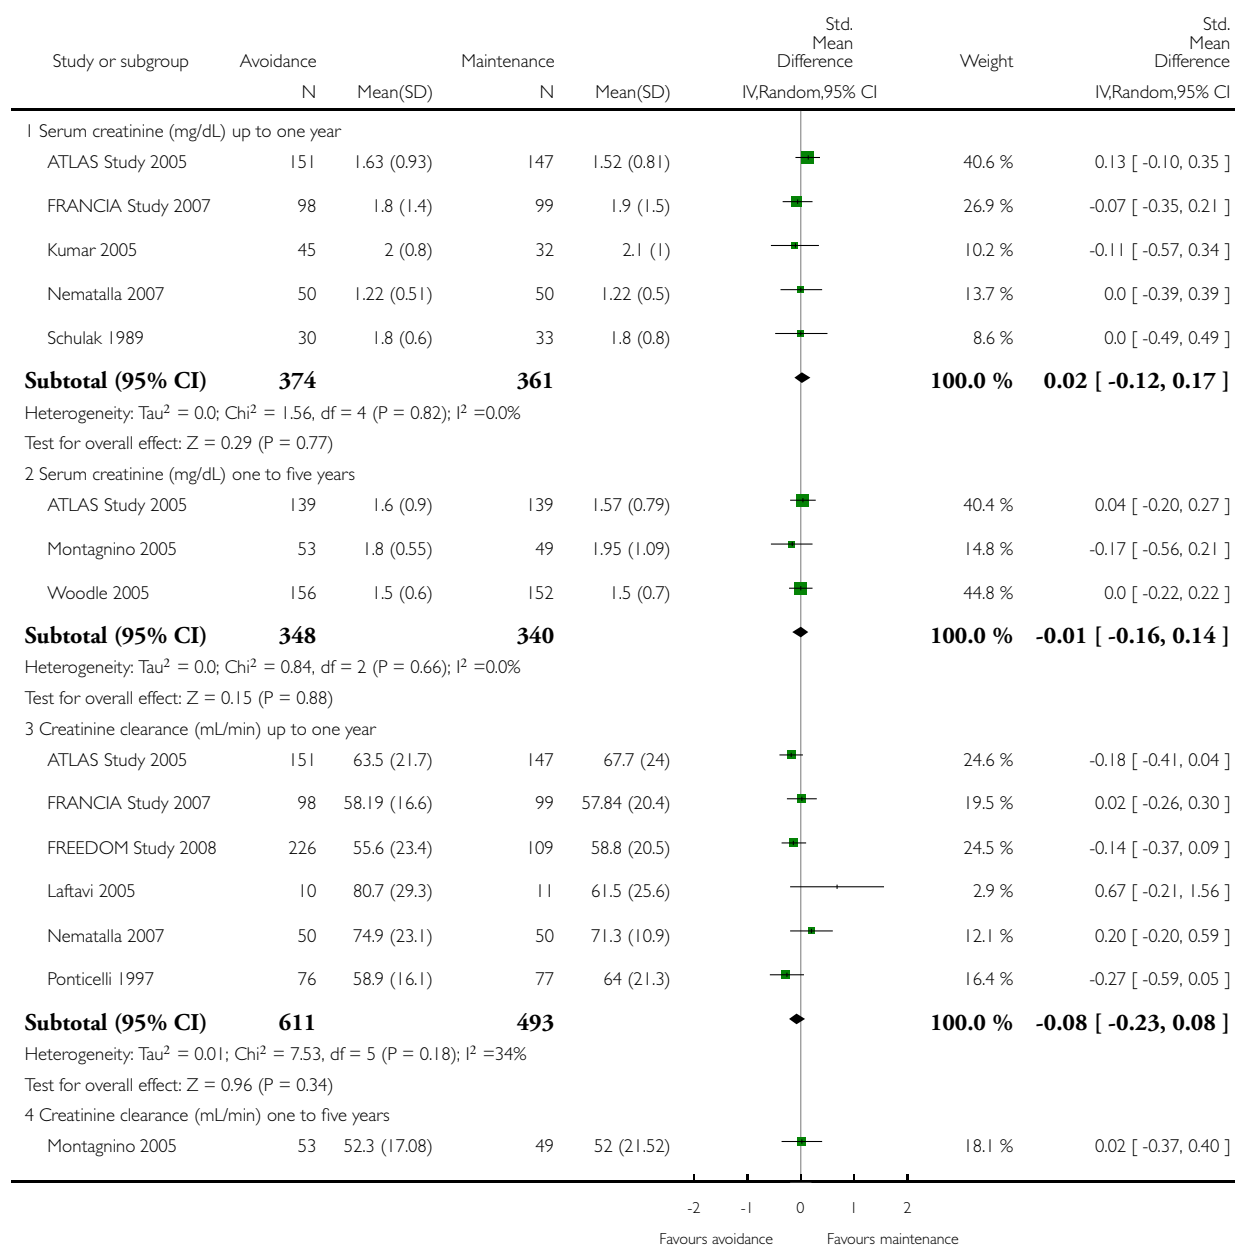 Std.
Mean
Difference
Std.
Mean
Difference
Study or subgroup Avoidance Maintenance Weight
N Mean(SD) N Mean(SD) IV,Random,95% CI IV,Random,95% CI
1 Serum creatinine (mg/dL) up to one year
ATLAS Study 2005 151 1.63 (0.93) 147 1.52 (0.81) 40.6 % 0.13 [ -0.10, 0.35 ]
FRANCIA Study 2007 98 1.8 (1.4) 99 1.9 (1.5) 26.9 % -0.07 [ -0.35, 0.21 ]
Kumar 2005 45 2 (0.8) 32 2.1 (1) 10.2 % -0.11 [ -0.57, 0.34 ]
Nematalla 2007 50 1.22 (0.51) 50 1.22 (0.5) 13.7 % 0.0 [ -0.39, 0.39 ]
Schulak 1989 30 1.8 (0.6) 33 1.8 (0.8) 8.6 % 0.0 [ -0.49, 0.49 ]
Subtotal (95% CI) 374 361 100.0 % 0.02 [ -0.12, 0.17 ]
Heterogeneity: Tau² = 0.0; Chi² = 1.56, df = 4 (P = 0.82); I² =0.0%
Test for overall effect: Z = 0.29 (P = 0.77)
2 Serum creatinine (mg/dL) one to five years
ATLAS Study 2005 139 1.6 (0.9) 139 1.57 (0.79) 40.4 % 0.04 [ -0.20, 0.27 ]
Montagnino 2005 53 1.8 (0.55) 49 1.95 (1.09) 14.8 % -0.17 [ -0.56, 0.21 ]
Woodle 2005 156 1.5 (0.6) 152 1.5 (0.7) 44.8 % 0.0 [ -0.22, 0.22 ]
Subtotal (95% CI) 348 340 100.0 % -0.01 [ -0.16, 0.14 ]
Heterogeneity: Tau² = 0.0; Chi² = 0.84, df = 2 (P = 0.66); I² =0.0%
Test for overall effect: Z = 0.15 (P = 0.88)
3 Creatinine clearance (mL/min) up to one year
ATLAS Study 2005 151 63.5 (21.7) 147 67.7 (24) 24.6 % -0.18 [ -0.41, 0.04 ]
FRANCIA Study 2007 98 58.19 (16.6) 99 57.84 (20.4) 19.5 % 0.02 [ -0.26, 0.30 ]
FREEDOM Study 2008 226 55.6 (23.4) 109 58.8 (20.5) 24.5 % -0.14 [ -0.37, 0.09 ]
Laftavi 2005 10 80.7 (29.3) 11 61.5 (25.6) 2.9 % 0.67 [ -0.21, 1.56 ]
Nematalla 2007 50 74.9 (23.1) 50 71.3 (10.9) 12.1 % 0.20 [ -0.20, 0.59 ]
Ponticelli 1997 76 58.9 (16.1) 77 64 (21.3) 16.4 % -0.27 [ -0.59, 0.05 ]
Subtotal (95% CI) 611 493 100.0 % -0.08 [ -0.23, 0.08 ]
Heterogeneity: Tau² = 0.01; Chi² = 7.53, df = 5 (P = 0.18); I² =34%
Test for overall effect: Z = 0.96 (P = 0.34)
4 Creatinine clearance (mL/min) one to five years
Montagnino 2005 53 52.3 (17.08) 49 52 (21.52) 18.1 % 0.02 [ -0.37, 0.40 ]
-2 -1 0 1 2
Favours avoidance Favours maintenance